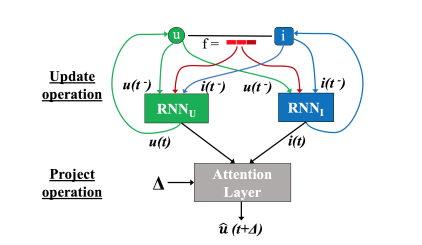 u
i
f =
Update
operation
u(t⁻)
i(t⁻)
u(t⁻)
i(t⁻)
RNN_U
RNN_I
u(t)
i(t)
Project
operation
Δ
Attention
Layer
û (t+Δ)